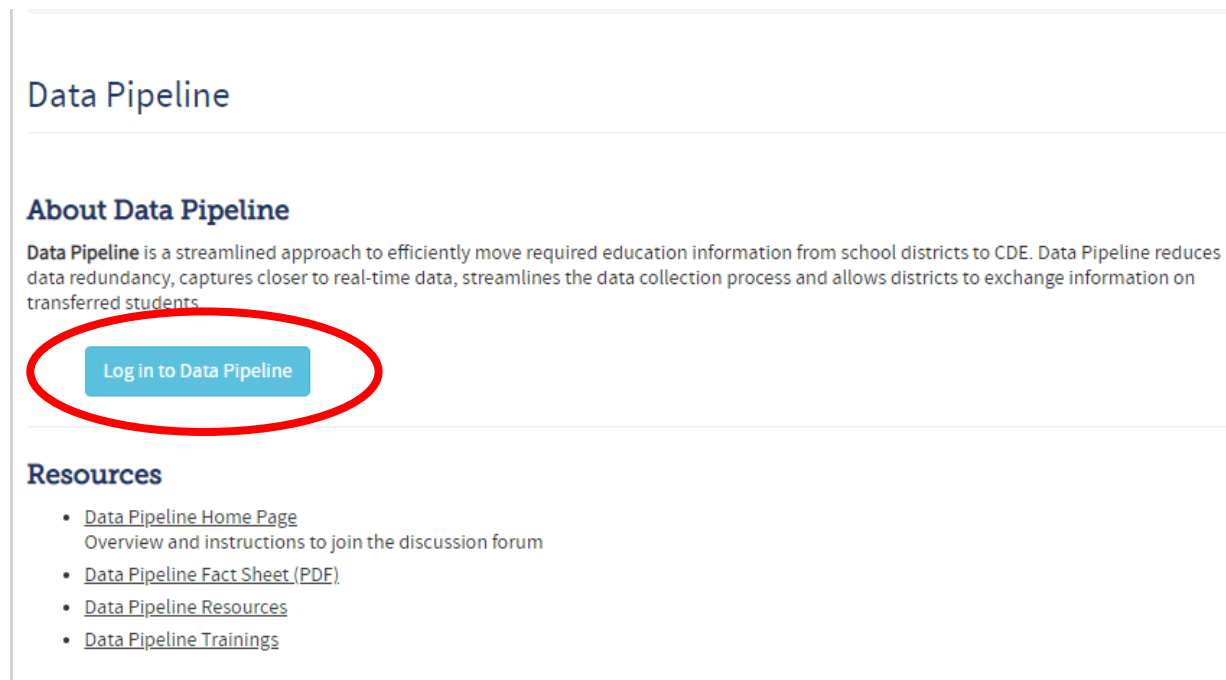 Data Pipeline
About Data Pipeline
Data Pipeline is a streamlined approach to efficiently move required education information from school districts to CDE. Data Pipeline reduces
data redundancy, captures closer to real-time data, streamlines the data collection process and allows districts to exchange information on
transferred students
Log in to Data Pipeline
Resources
• Data Pipeline Home Page
Overview and instructions to join the discussion forum
• Data Pipeline Fact Sheet (PDF)
• Data Pipeline Resources
• Data Pipeline Trainings